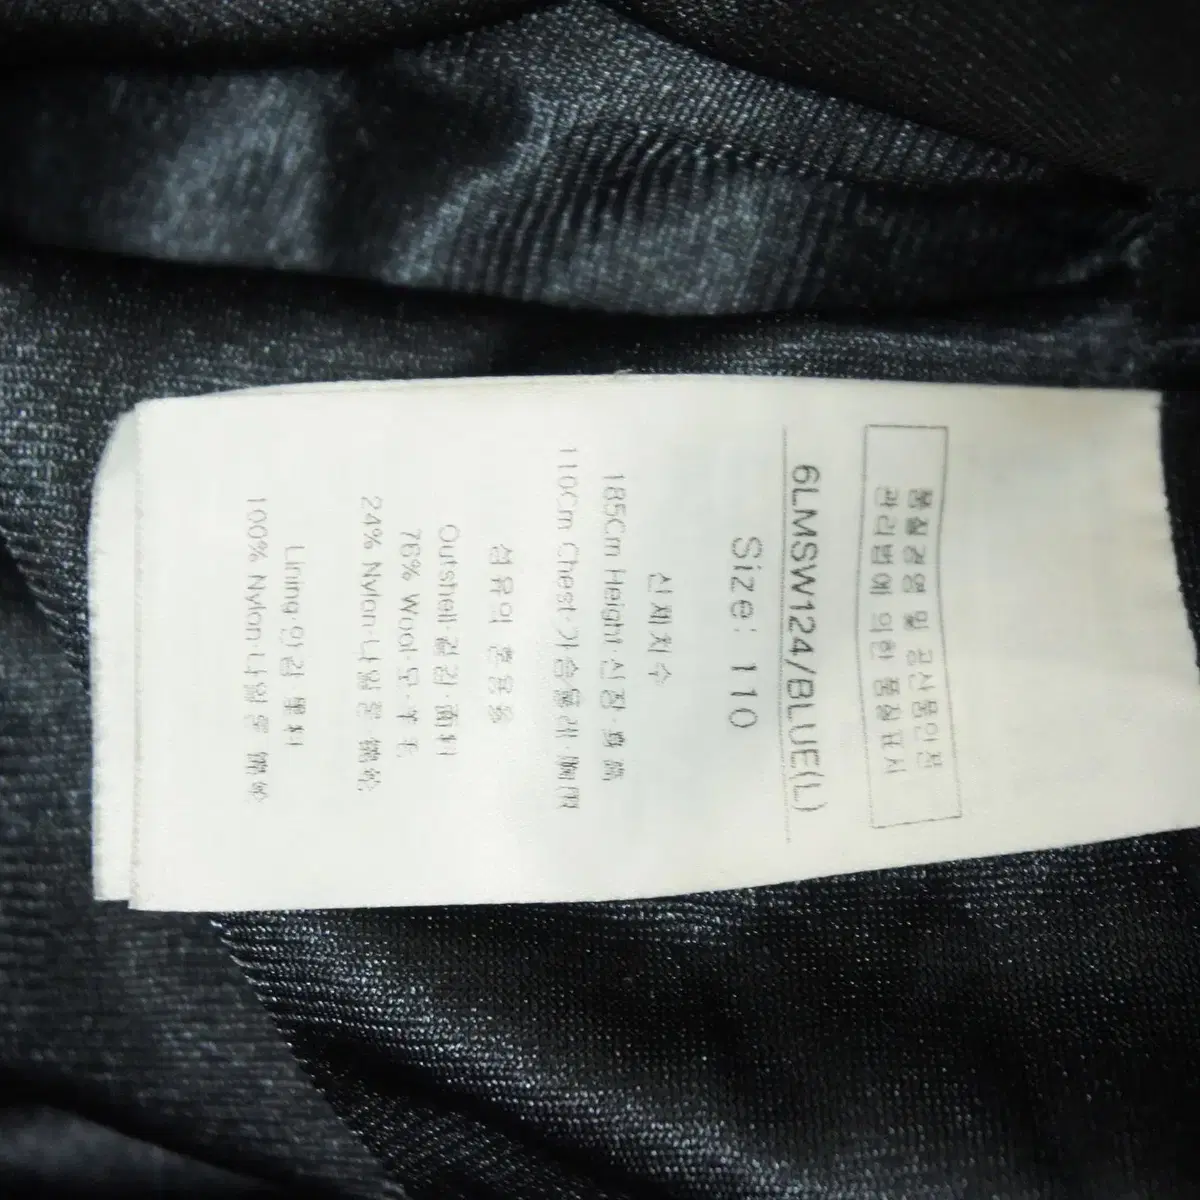 품질경영 및 공산품안전
관리법에 의한 품질표시
6LMSW124/BLUE(L)
Size: 110
신체치수
185Cm Height·신장·身高
110Cm Chest·가슴둘레·胸围
섬유의 혼용율
Outshell·겉감·面料
76% Wool·모·羊毛
24% Nylon·나일론·锦纶
Lining·안감·里料
100% Nylon·나일론·锦纶